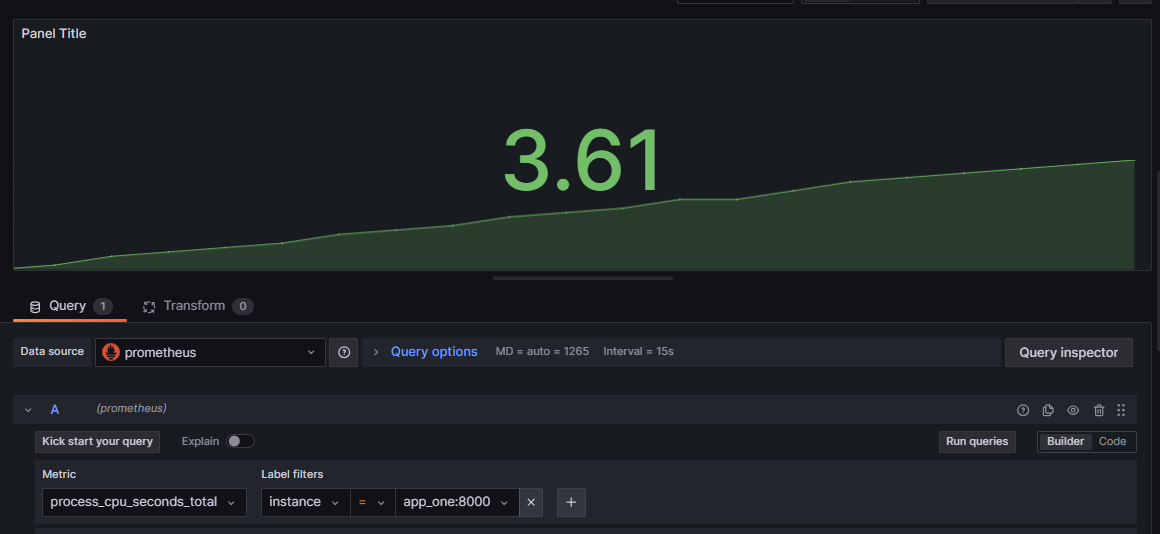 Panel Title
3.61
Query 1 Transform 0
Data source prometheus Query options MD = auto = 1265 Interval = 15s Query inspector
A (prometheus)
Kick start your query Explain Run queries Builder Code
Metric Label filters
process_cpu_seconds_total instance = app_one:8000